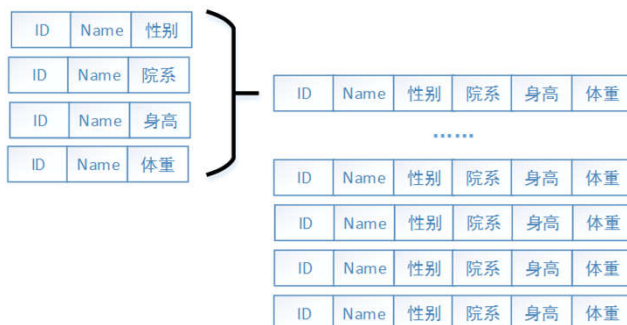 ID Name 性别
ID Name 院系
ID Name 身高
ID Name 体重
ID Name 性别 院系 身高 体重
……
ID Name 性别 院系 身高 体重
ID Name 性别 院系 身高 体重
ID Name 性别 院系 身高 体重
ID Name 性别 院系 身高 体重